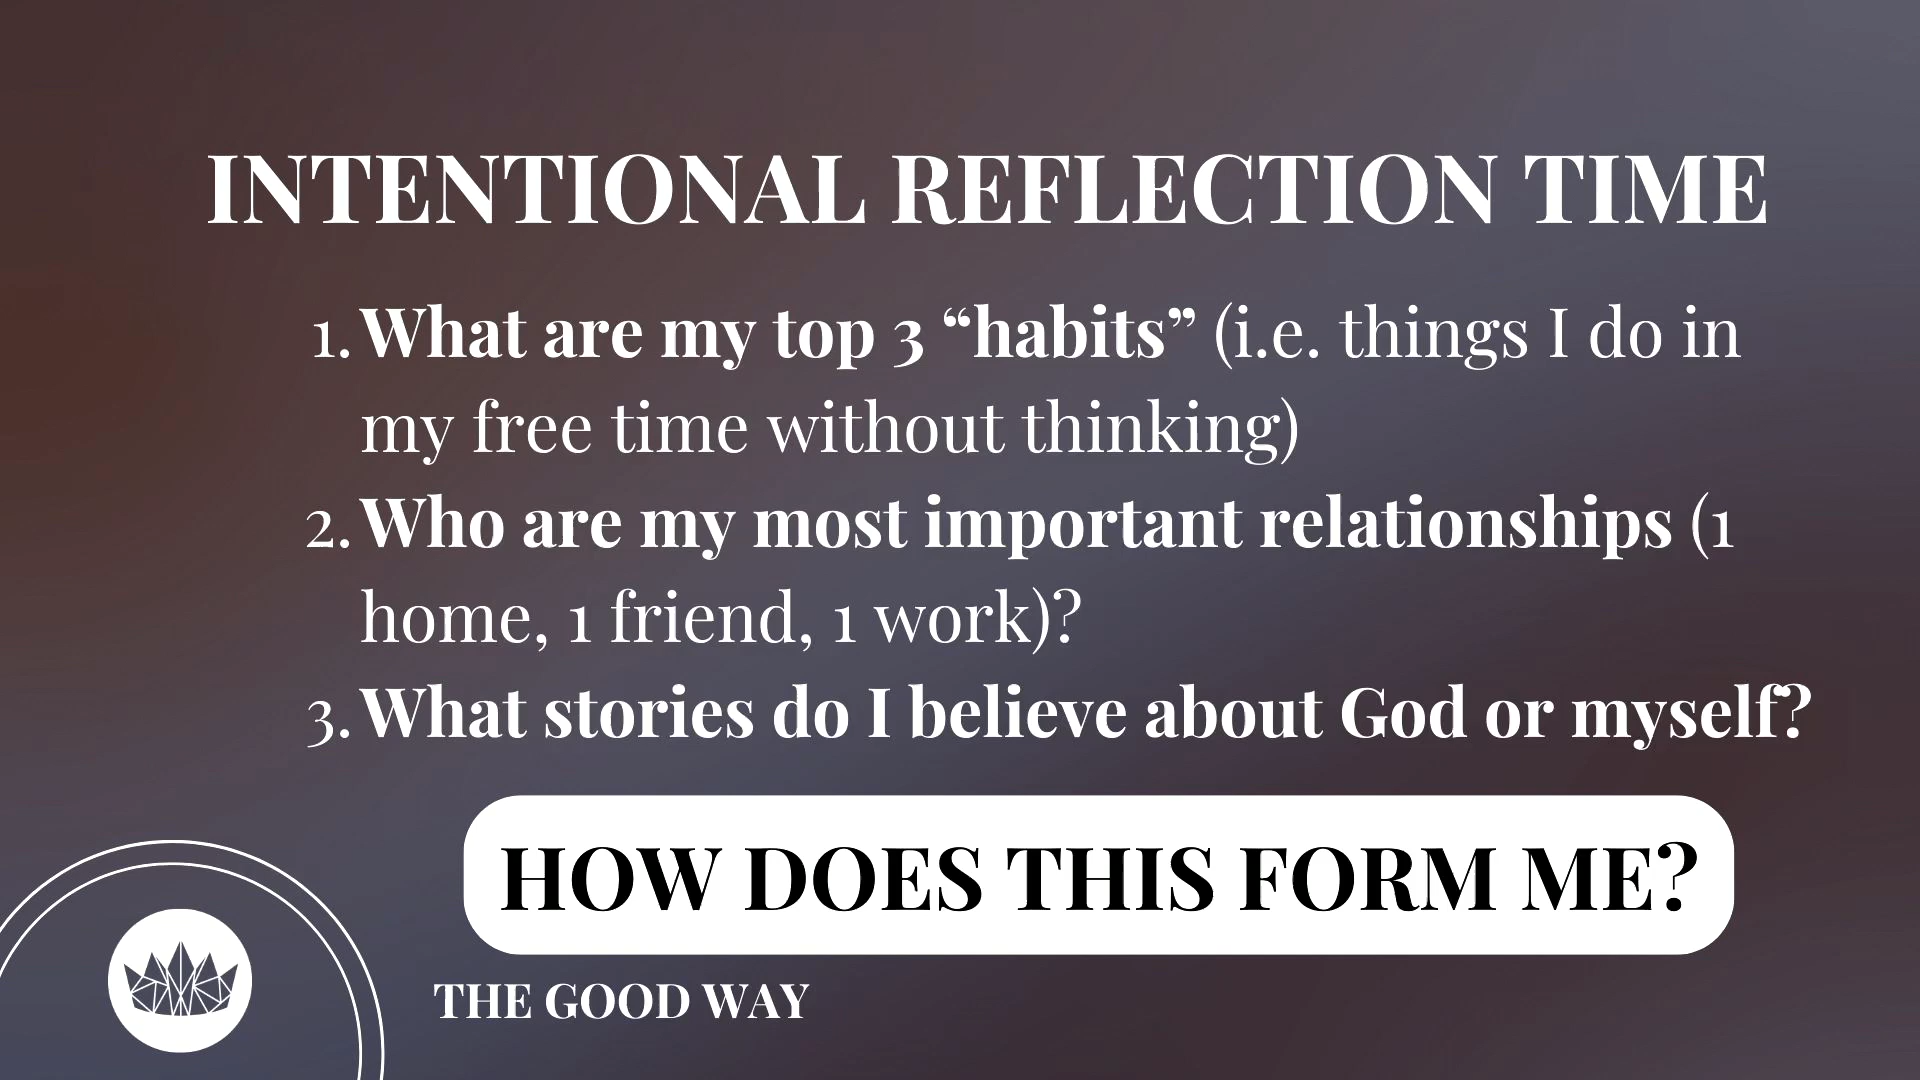 INTENTIONAL REFLECTION TIME
1. What are my top 3 “habits” (i.e. things I do in
my free time without thinking)
2. Who are my most important relationships (1
home, 1 friend, 1 work)?
3. What stories do I believe about God or myself?
HOW DOES THIS FORM ME?
THE GOOD WAY